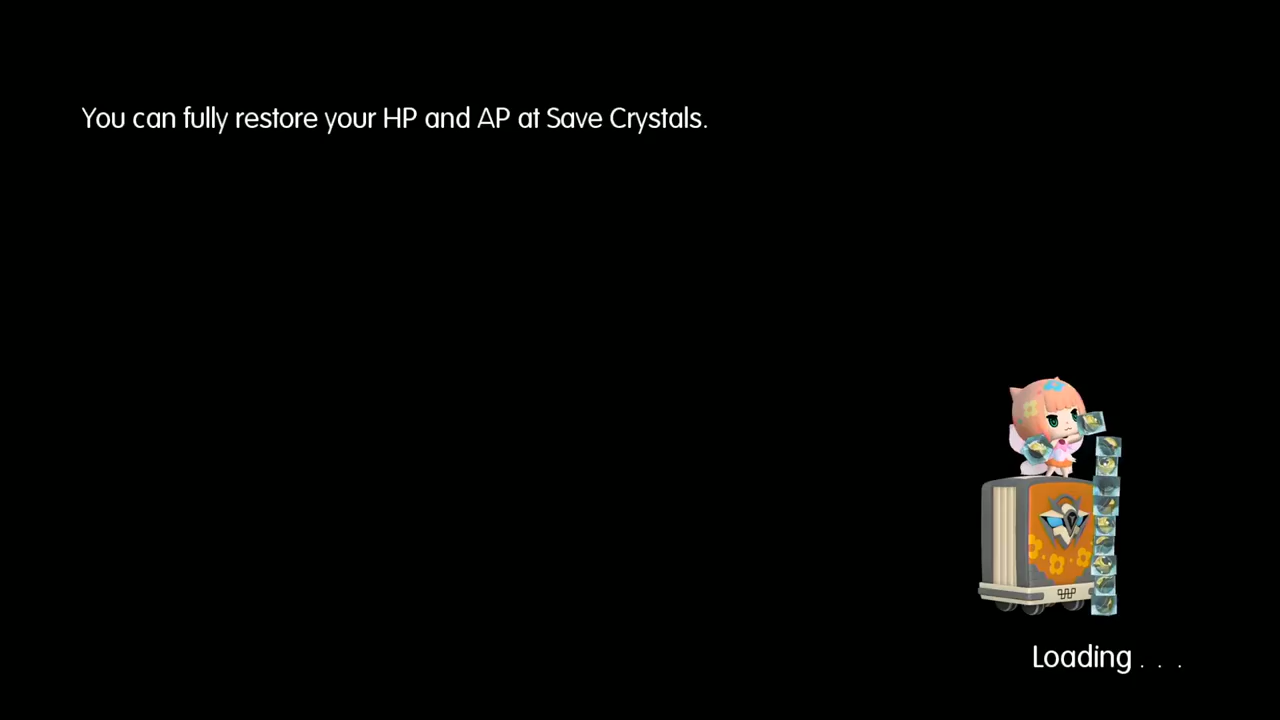 You can fully restore your HP and AP at Save Crystals.
Loading . . .